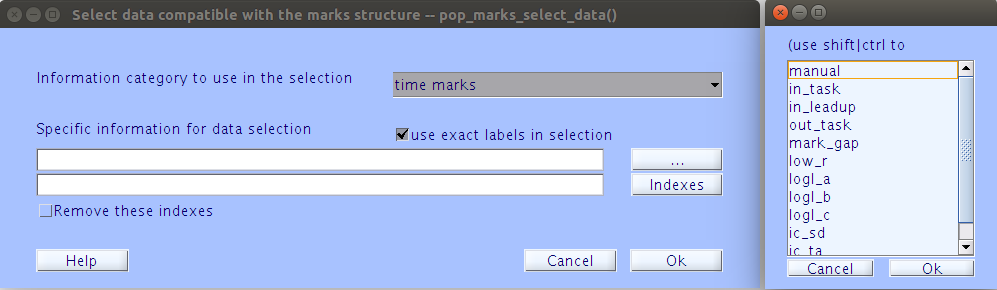 Select data compatible with the marks structure -- pop_marks_select_data()
Information category to use in the selection
time marks
Specific information for data selection
use exact labels in selection
...
Indexes
Remove these indexes
Help
Cancel
Ok
(use shift|ctrl to
manual
in_task
in_leadup
out_task
mark_gap
low_r
logl_a
logl_b
logl_c
ic_sd
ic_ta
Cancel
Ok